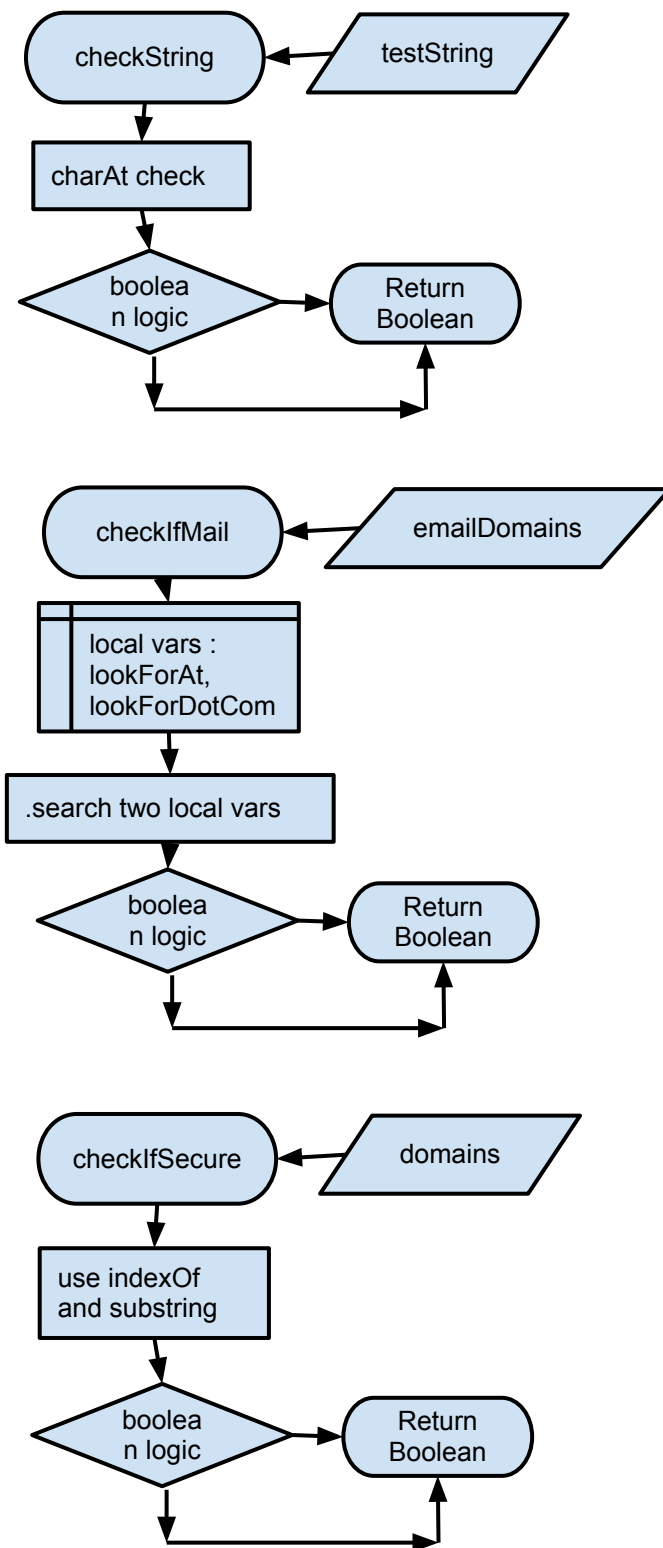 checkString
testString
charAt check
boolea
n logic
Return
Boolean
checkIfMail
emailDomains
local vars :
lookForAt,
lookForDotCom
.search two local vars
boolea
n logic
Return
Boolean
checkIfSecure
domains
use indexOf
and substring
boolea
n logic
Return
Boolean